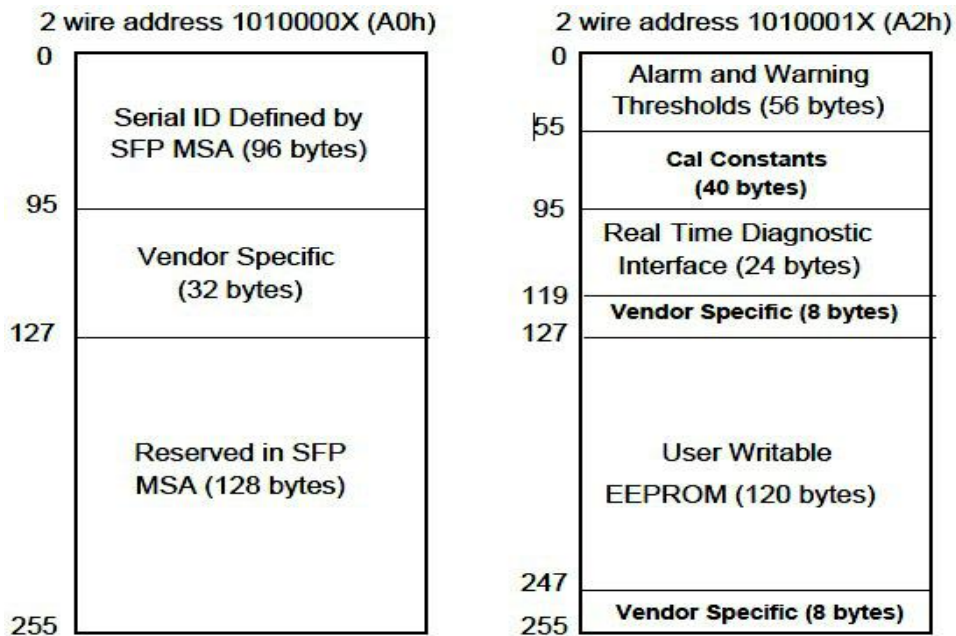 2 wire address 1010000X (A0h)
0
Serial ID Defined by
SFP MSA (96 bytes)
95
Vendor Specific
(32 bytes)
127
Reserved in SFP
MSA (128 bytes)
255
2 wire address 1010001X (A2h)
0
Alarm and Warning
Thresholds (56 bytes)
55
Cal Constants
(40 bytes)
95
Real Time Diagnostic
Interface (24 bytes)
119
Vendor Specific (8 bytes)
127
User Writable
EEPROM (120 bytes)
247
Vendor Specific (8 bytes)
255